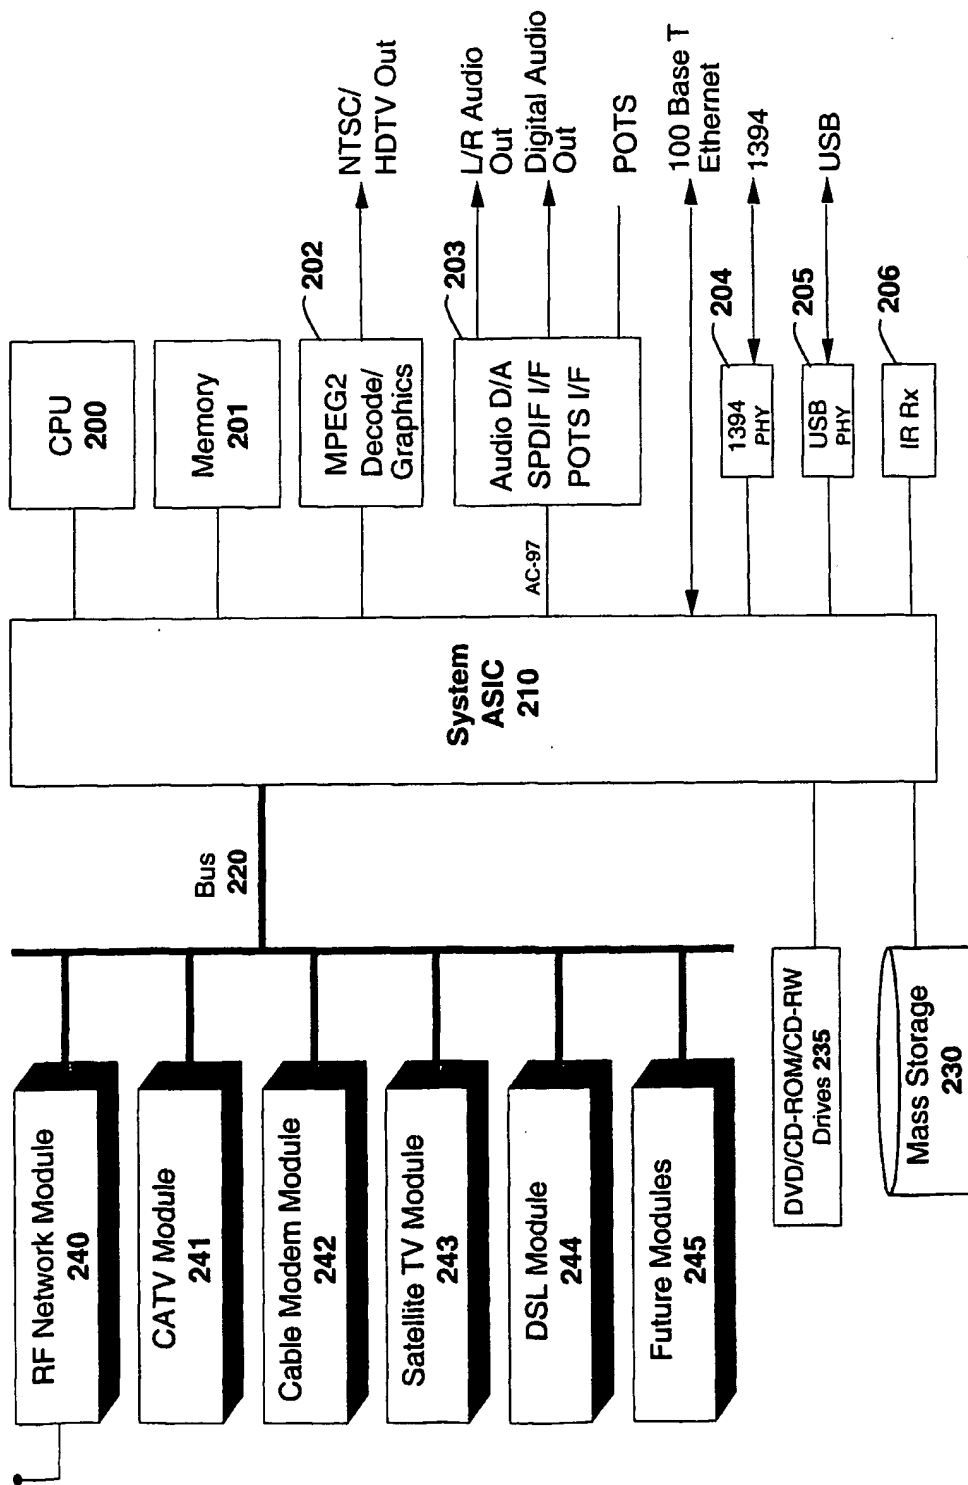 RF Network Module
240
CATV Module
241
Cable Modem Module
242
Satellite TV Module
243
DSL Module
244
Future Modules
245
DVD/CD-ROM/CD-RW
Drives 235
Mass Storage
230
Bus
220
System
ASIC
210
AC-97
CPU
200
Memory
201
MPEG2
Decode/
Graphics
202
NTSC/
HDTV Out
Audio D/A
SPDIF I/F
POTS I/F
203
L/R Audio
Out
Digital Audio
Out
POTS
100 Base T
Ethernet
1394
PHY
204
1394
USB
PHY
205
USB
IR Rx
206